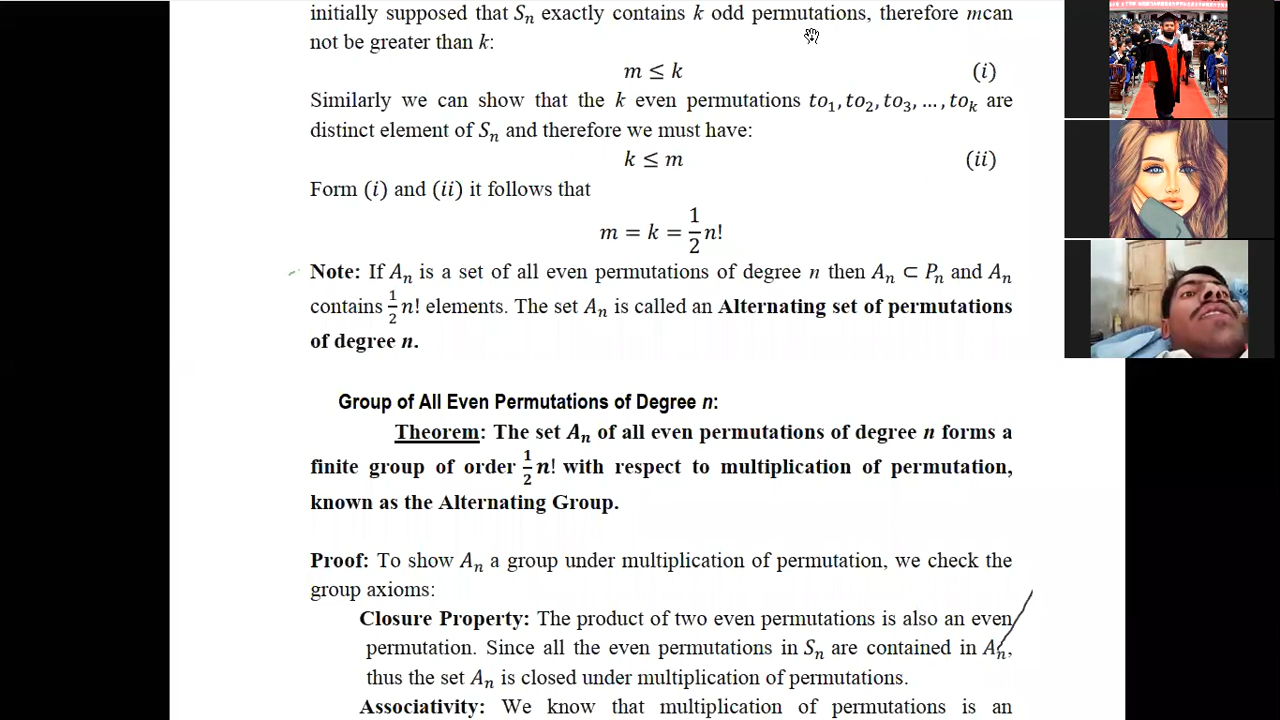 initially supposed that Sₙ exactly contains k odd permutations, therefore mcan
not be greater than k:
m ≤ k (i)
Similarly we can show that the k even permutations to₁, to₂, to₃, … , toₖ are
distinct element of Sₙ and therefore we must have:
k ≤ m (ii)
Form (i) and (ii) it follows that
m = k = 1/2 n!
Note: If Aₙ is a set of all even permutations of degree n then Aₙ ⊂ Pₙ and Aₙ
contains 1/2 n! elements. The set Aₙ is called an Alternating set of permutations
of degree n.
Group of All Even Permutations of Degree n:
Theorem: The set Aₙ of all even permutations of degree n forms a
finite group of order 1/2 n! with respect to multiplication of permutation,
known as the Alternating Group.
Proof: To show Aₙ a group under multiplication of permutation, we check the
group axioms:
Closure Property: The product of two even permutations is also an even
permutation. Since all the even permutations in Sₙ are contained in Aₙ,
thus the set Aₙ is closed under multiplication of permutations.
Associativity: We know that multiplication of permutations is an